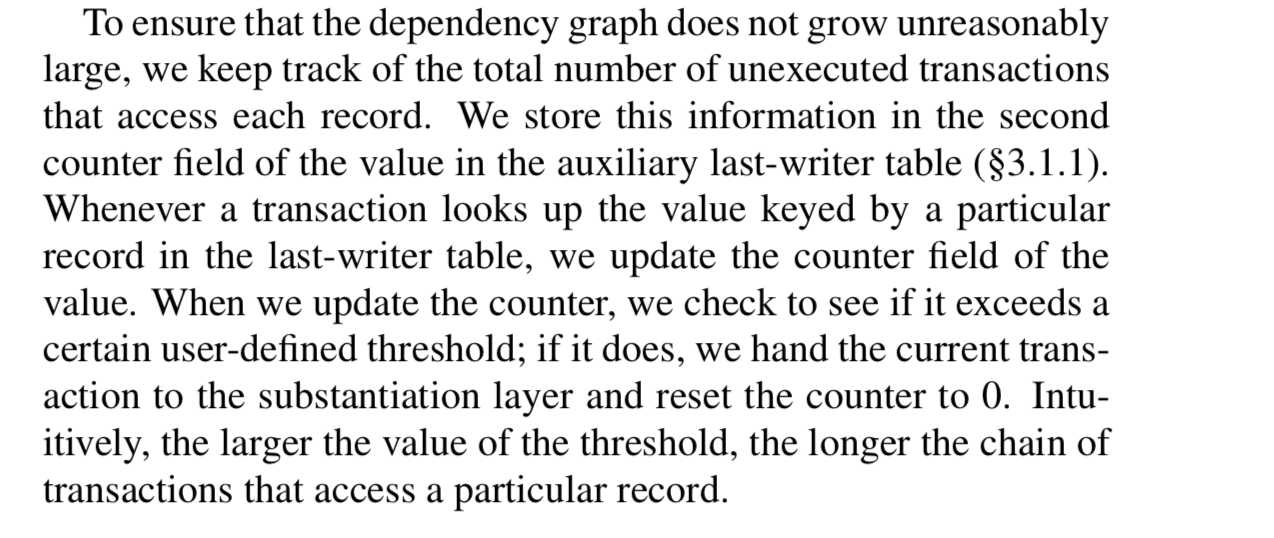 To ensure that the dependency graph does not grow unreasonably
large, we keep track of the total number of unexecuted transactions
that access each record. We store this information in the second
counter field of the value in the auxiliary last-writer table (§3.1.1).
Whenever a transaction looks up the value keyed by a particular
record in the last-writer table, we update the counter field of the
value. When we update the counter, we check to see if it exceeds a
certain user-defined threshold; if it does, we hand the current trans-
action to the substantiation layer and reset the counter to 0. Intu-
itively, the larger the value of the threshold, the longer the chain of
transactions that access a particular record.